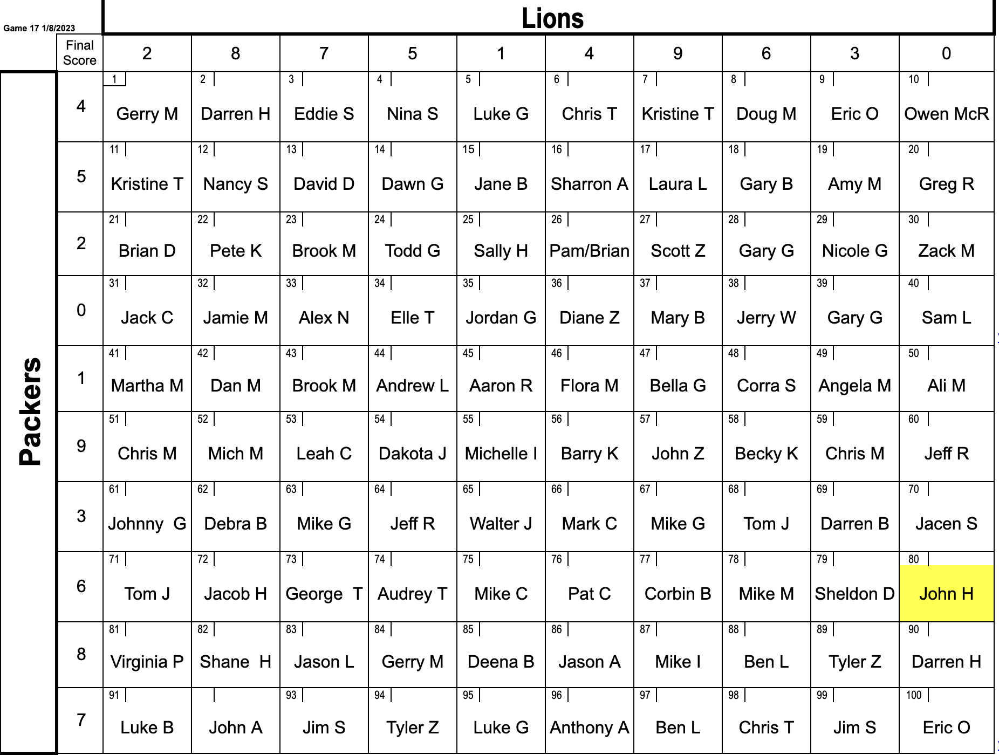 Lions
Game 17 1/8/2023
Final Score 2 8 7 5 1 4 9 6 3 0
Packers
1 2 3 4 5 6 7 8 9 10
4 Gerry M Darren H Eddie S Nina S Luke G Chris T Kristine T Doug M Eric O Owen McR
11 12 13 14 15 16 17 18 19 20
5 Kristine T Nancy S David D Dawn G Jane B Sharron A Laura L Gary B Amy M Greg R
21 22 23 24 25 26 27 28 29 30
2 Brian D Pete K Brook M Todd G Sally H Pam/Brian Scott Z Gary G Nicole G Zack M
31 32 33 34 35 36 37 38 39 40
0 Jack C Jamie M Alex N Elle T Jordan G Diane Z Mary B Jerry W Gary G Sam L
41 42 43 44 45 46 47 48 49 50
1 Martha M Dan M Brook M Andrew L Aaron R Flora M Bella G Corra S Angela M Ali M
51 52 53 54 55 56 57 58 59 60
9 Chris M Mich M Leah C Dakota J Michelle I Barry K John Z Becky K Chris M Jeff R
61 62 63 64 65 66 67 68 69 70
3 Johnny G Debra B Mike G Jeff R Walter J Mark C Mike G Tom J Darren B Jacen S
71 72 73 74 75 76 77 78 79 80
6 Tom J Jacob H George T Audrey T Mike C Pat C Corbin B Mike M Sheldon D John H
81 82 83 84 85 86 87 88 89 90
8 Virginia P Shane H Jason L Gerry M Deena B Jason A Mike I Ben L Tyler Z Darren H
91 2 93 94 95 96 97 98 99 100
7 Luke B John A Jim S Tyler Z Luke G Anthony A Ben L Chris T Jim S Eric O